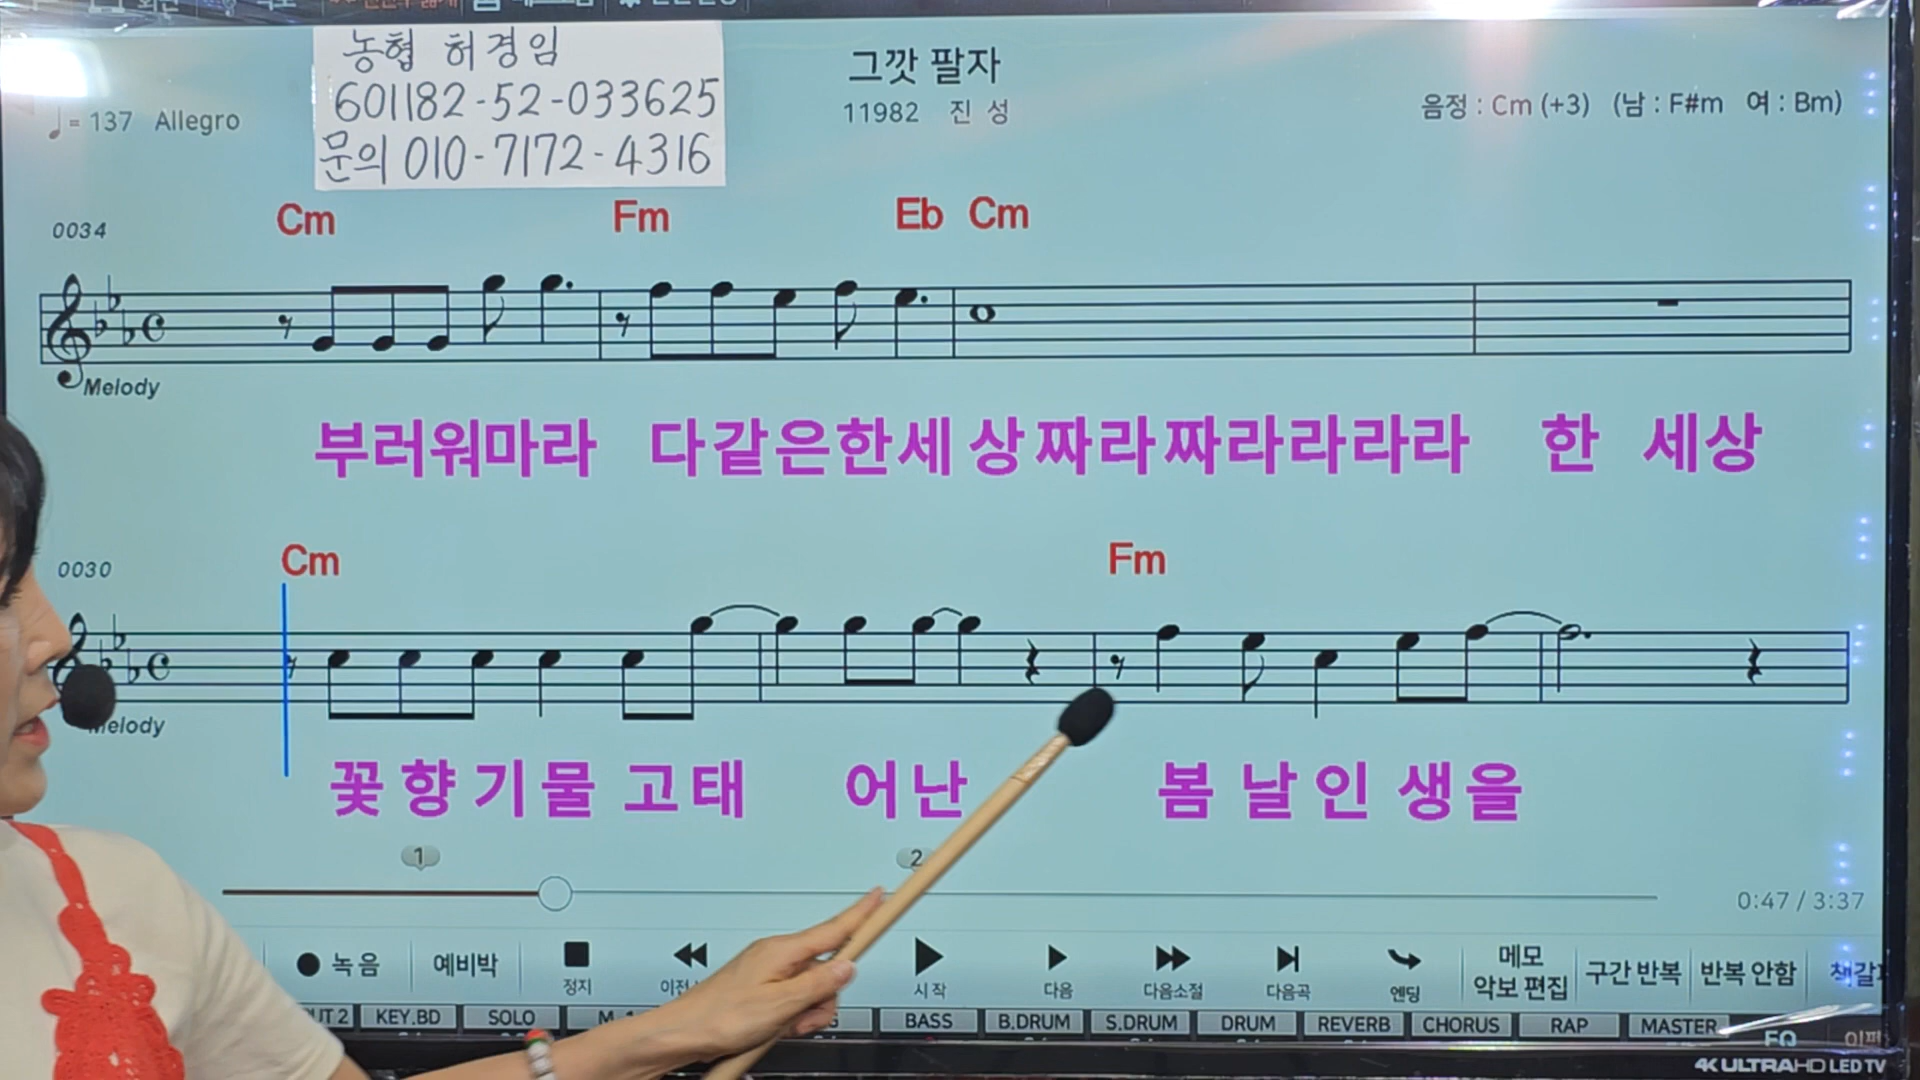 농협 허경임
601182-52-033625
문의 010-7172-4316
그깟 팔자
11982 진 성
♩= 137 Allegro
음정 : Cm (+3) (남 : F#m 여 : Bm)
Cm Fm Eb Cm
0034
Melody
부러워마라 다같은한세상짜라짜라라라라 한 세상
Cm Fm
0030
Melody
꽃향기물고태 어난 봄날인생을
1 2
0:47 / 3:37
녹음 예비박 정지 시작 다음 다음소절 다음곡 엔딩 메모 악보 편집 구간 반복 반복 안함
KEY.BD SOLO BASS B.DRUM S.DRUM DRUM REVERB CHORUS RAP MASTER EQ
4K ULTRA HD LED TV